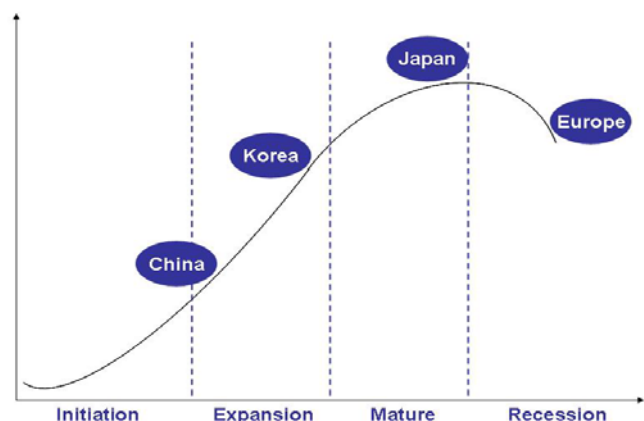 Japan
Europe
Korea
China
Initiation Expansion Mature Recession